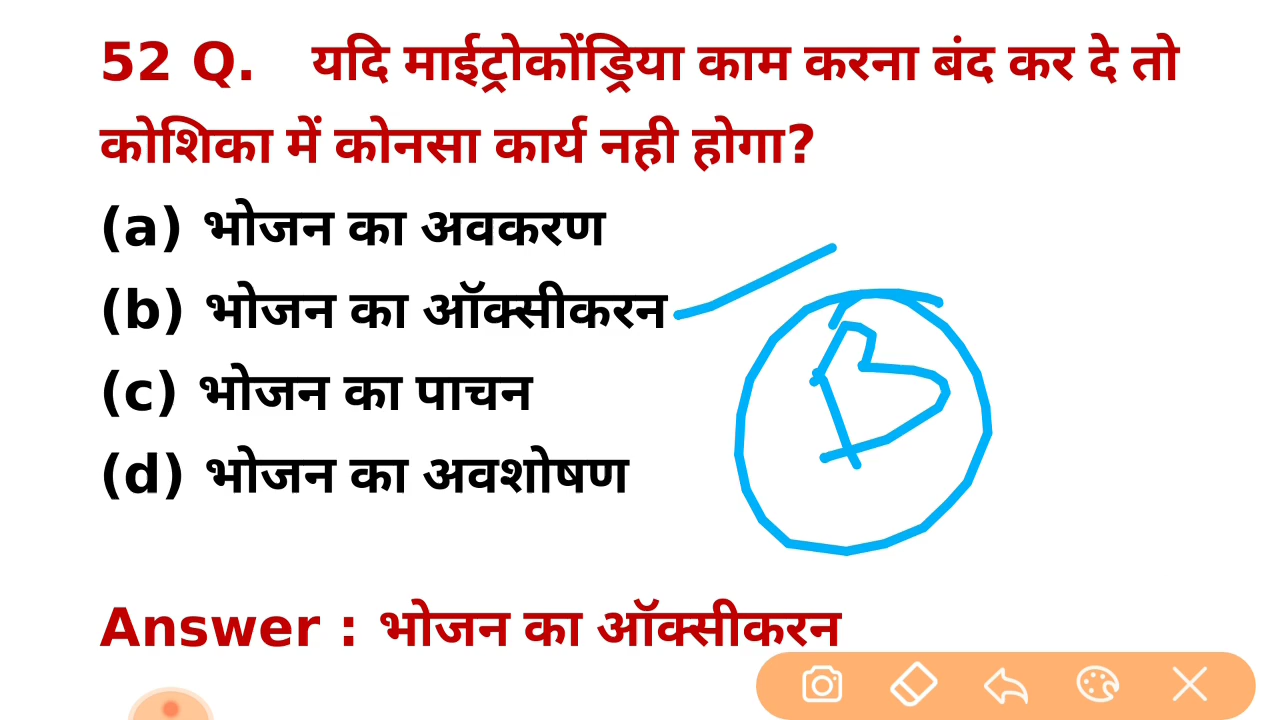 52 Q. यदि माईट्रोकोंड्रिया काम करना बंद कर दे तो
कोशिका में कोनसा कार्य नही होगा?
(a) भोजन का अवकरण
(b) भोजन का ऑक्सीकरन
(c) भोजन का पाचन
(d) भोजन का अवशोषण
B
Answer : भोजन का ऑक्सीकरन